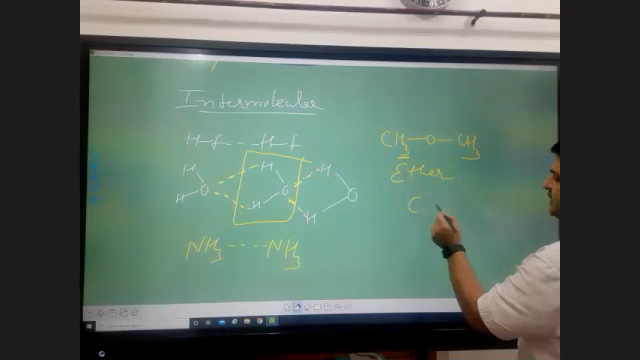 Intermolecular
H-f---H-f
CH3-O-CH3
Ether
H H H
H O H O H O
NH3----NH3
C